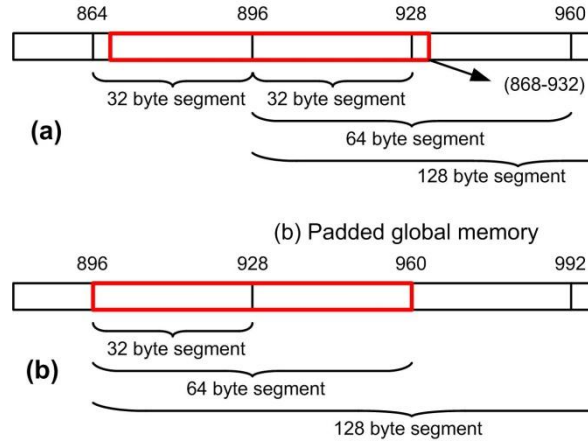 864 896 928 960
32 byte segment 32 byte segment (868-932)
(a) 64 byte segment
128 byte segment
(b) Padded global memory
896 928 960 992
32 byte segment
(b) 64 byte segment
128 byte segment